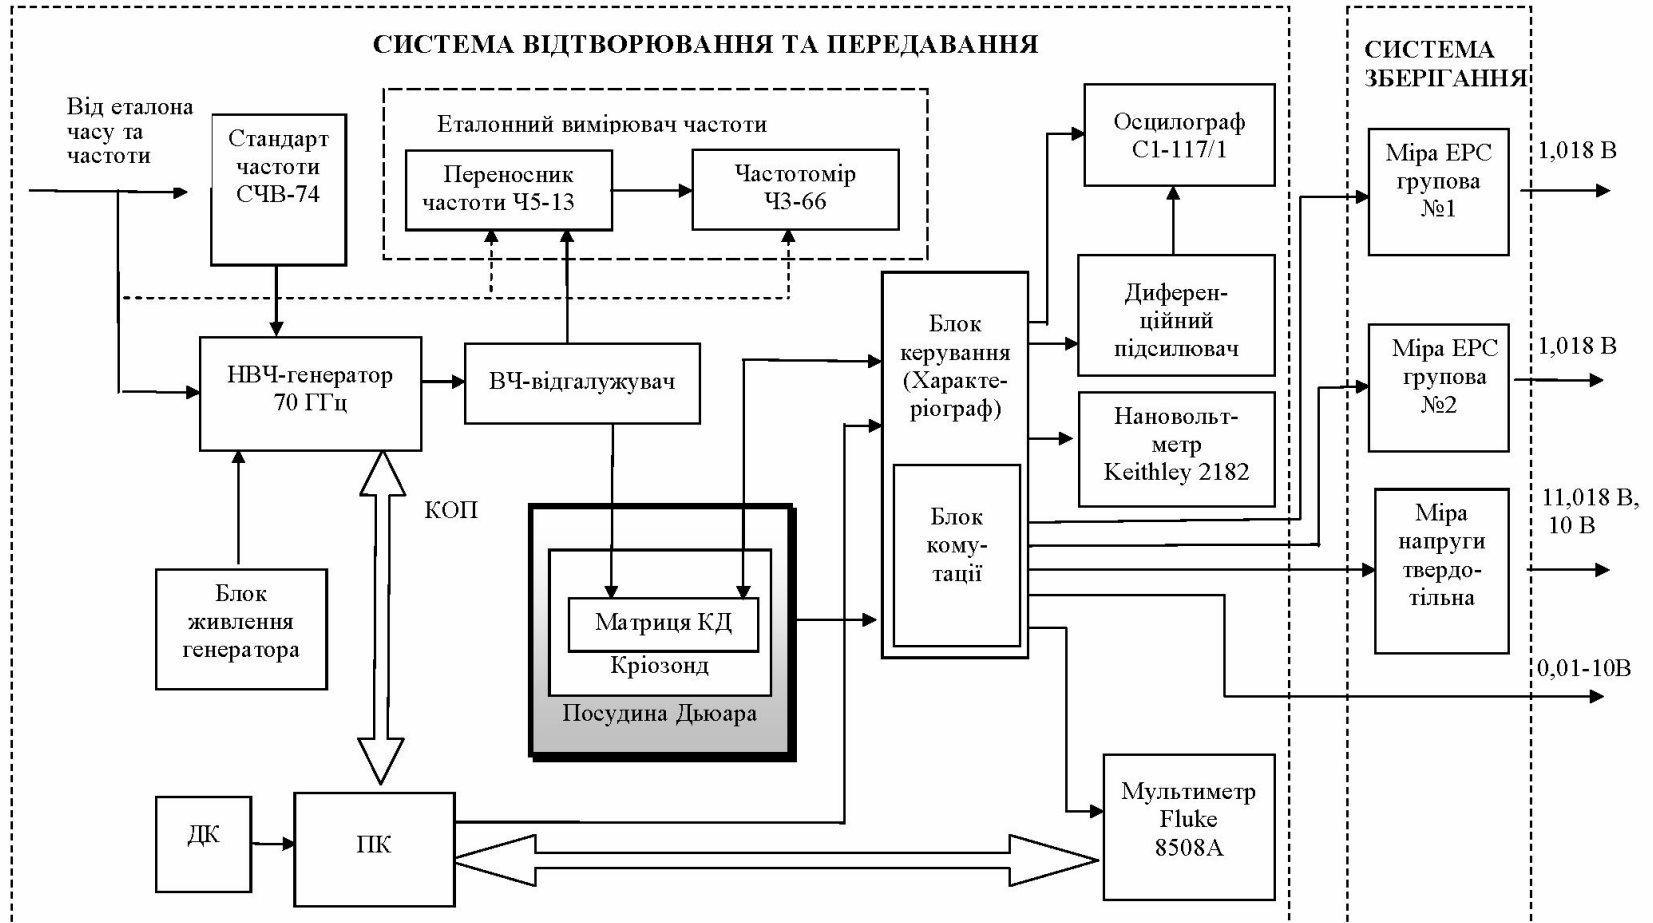 СИСТЕМА ВІДТВОРЮВАННЯ ТА ПЕРЕДАВАННЯ
СИСТЕМА
ЗБЕРІГАННЯ
Від еталона
часу та
частоти
Стандарт
частоти
СЧВ-74
Еталонний вимірювач частоти
Переносник
частоти Ч5-13
Частотомір
Ч3-66
Осцилограф
С1-117/1
Міра ЕРС
групова
№1
1,018 В
НВЧ-генератор
70 ГГц
ВЧ-відгалужувач
Блок
керування
(Характе-
ріограф)
Диферен-
ційний
підсилювач
Міра ЕРС
групова
№2
1,018 В
Нановольт-
метр
Keithley 2182
КОП
Блок
кому-
тації
Міра
напруги
твердо-
тільна
11,018 В,
10 В
Блок
живлення
генератора
Матриця КД
Кріозонд
Посудина Дьюара
0,01-10В
ДК
ПК
Мультиметр
Fluke
8508A